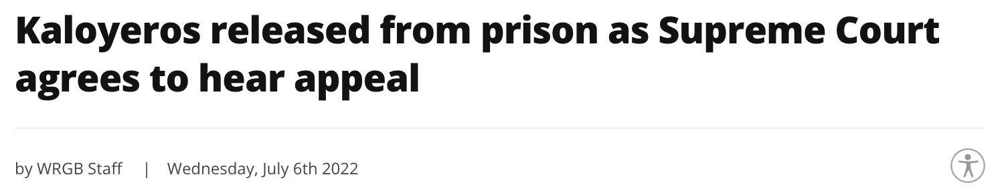 Kaloyeros released from prison as Supreme Court
agrees to hear appeal
by WRGB Staff | Wednesday, July 6th 2022